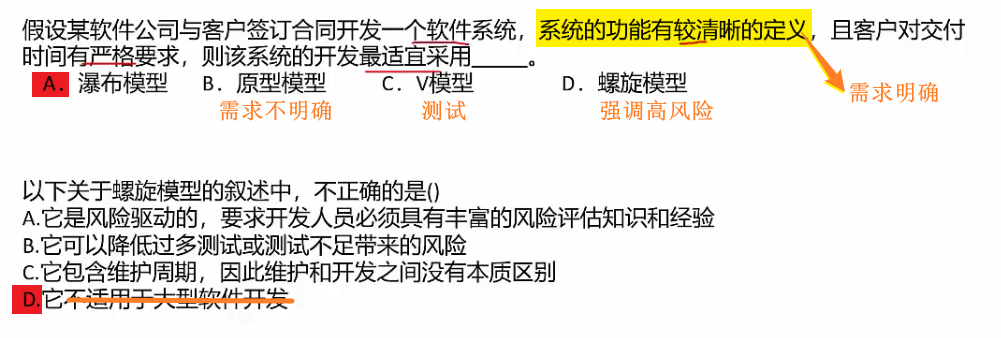 假设某软件公司与客户签订合同开发一个软件系统，系统的功能有较清晰的定义，且客户对交付
时间有严格要求，则该系统的开发最适宜采用_____。
A．瀑布模型 B．原型模型 C．V模型 D．螺旋模型
需求不明确 测试 强调高风险 需求明确
以下关于螺旋模型的叙述中，不正确的是()
A.它是风险驱动的，要求开发人员必须具有丰富的风险评估知识和经验
B.它可以降低过多测试或测试不足带来的风险
C.它包含维护周期，因此维护和开发之间没有本质区别
D.它不适用于大型软件开发